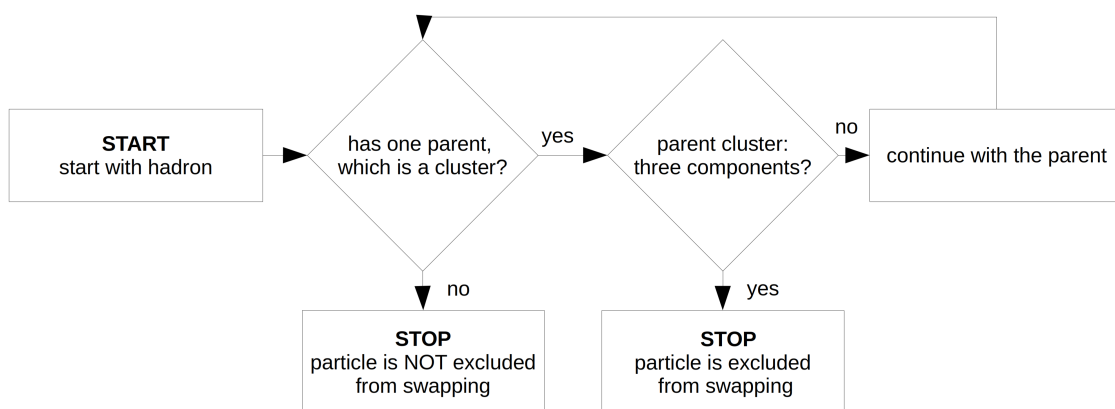 START
start with hadron
has one parent,
which is a cluster?
yes
parent cluster:
three components?
no
continue with the parent
no
STOP
particle is NOT excluded
from swapping
yes
STOP
particle is excluded
from swapping